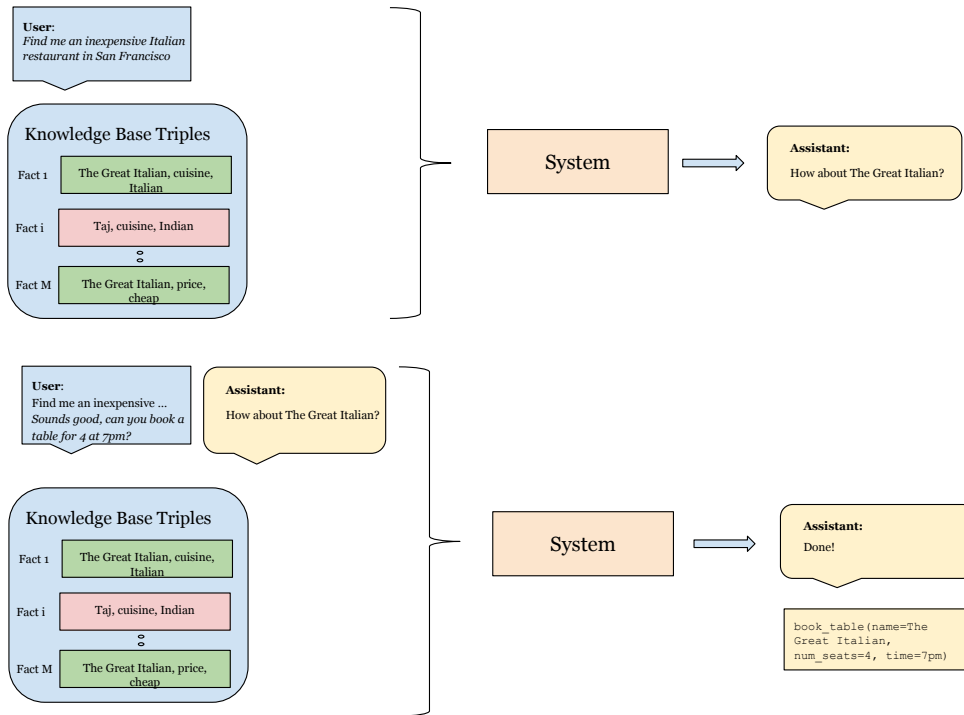 User:
Find me an inexpensive Italian
restaurant in San Francisco
Knowledge Base Triples
Fact 1
The Great Italian, cuisine,
Italian
Fact i
Taj, cuisine, Indian
Fact M
The Great Italian, price,
cheap
System
Assistant:
How about The Great Italian?
User:
Find me an inexpensive ...
Sounds good, can you book a
table for 4 at 7pm?
Assistant:
How about The Great Italian?
Knowledge Base Triples
Fact 1
The Great Italian, cuisine,
Italian
Fact i
Taj, cuisine, Indian
Fact M
The Great Italian, price,
cheap
System
Assistant:
Done!
book_table(name=The
Great Italian,
num_seats=4, time=7pm)